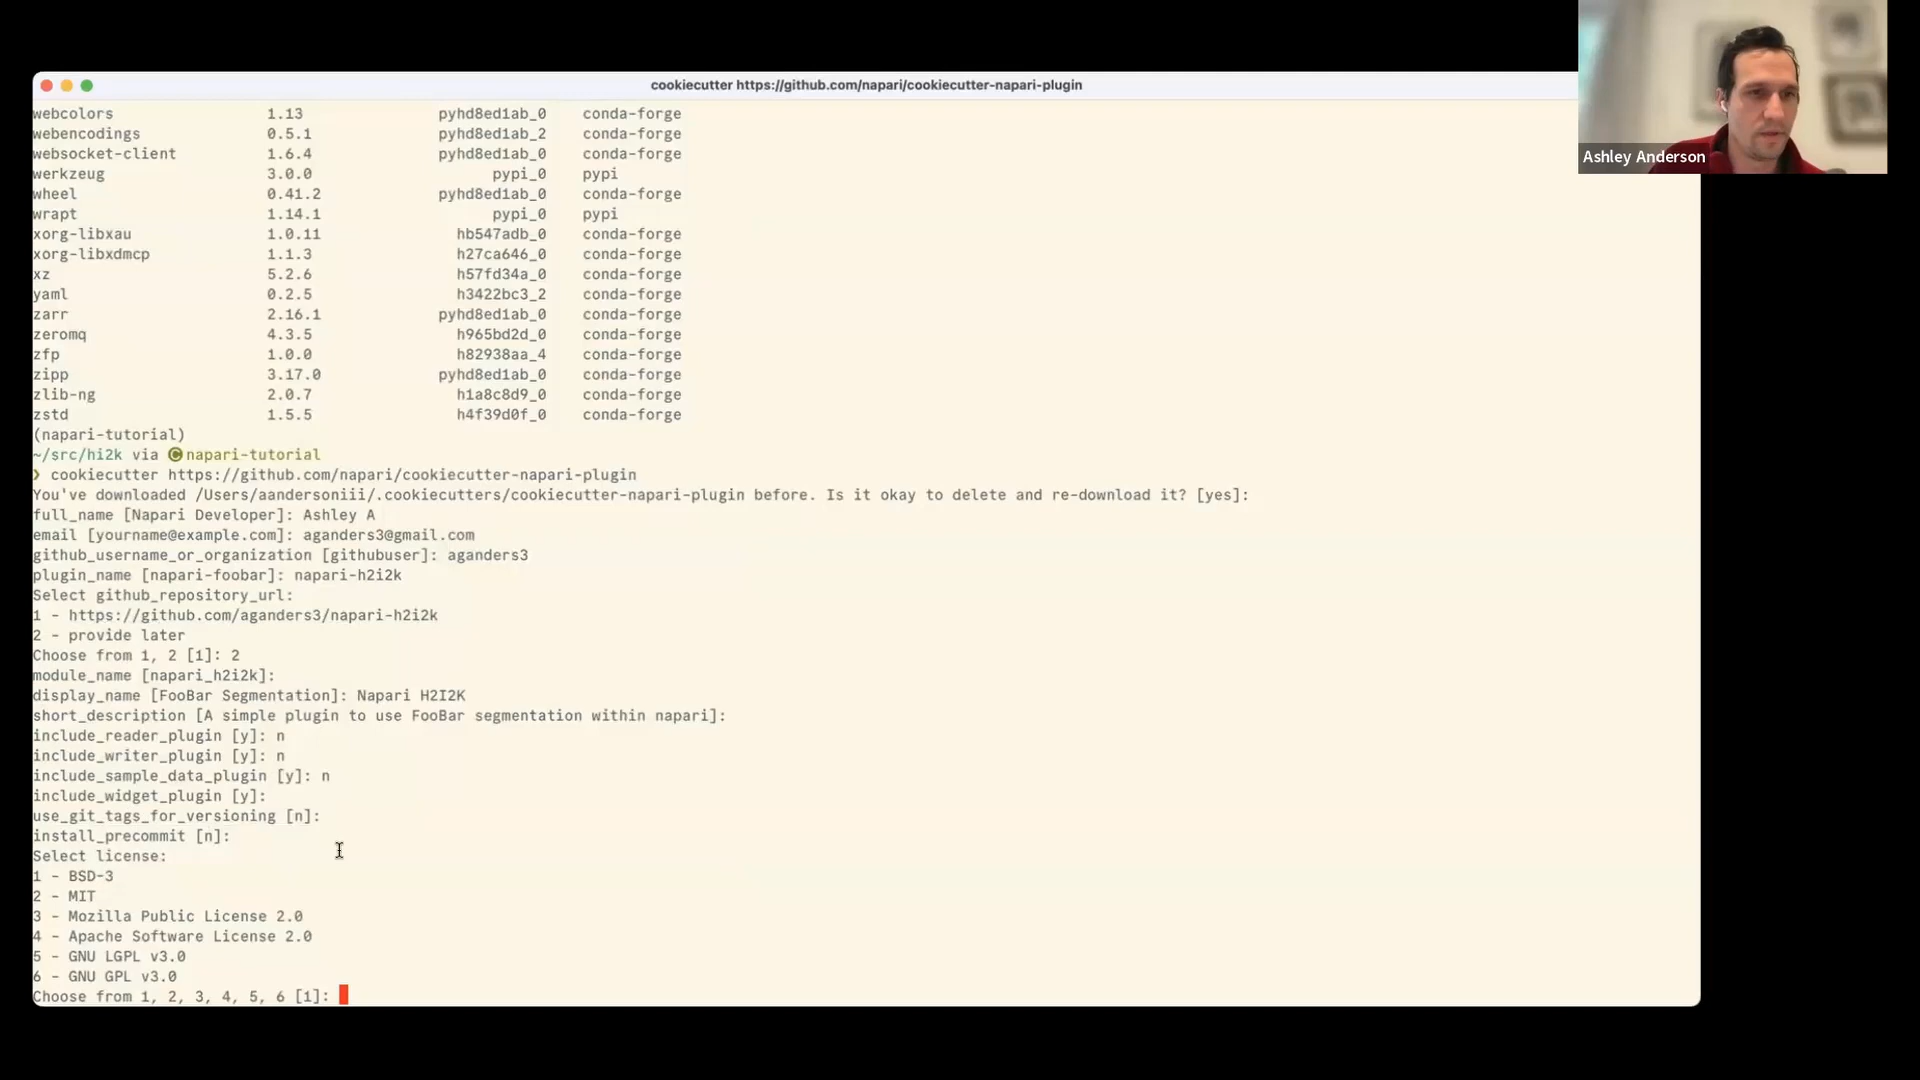 cookiecutter https://github.com/napari/cookiecutter-napari-plugin
Ashley Anderson
webcolors 1.13 pyhd8ed1ab_0 conda-forge
webencodings 0.5.1 pyhd8ed1ab_2 conda-forge
websocket-client 1.6.4 pyhd8ed1ab_0 conda-forge
werkzeug 3.0.0 pypi_0 pypi
wheel 0.41.2 pyhd8ed1ab_0 conda-forge
wrapt 1.14.1 pypi_0 pypi
xorg-libxau 1.0.11 hb547adb_0 conda-forge
xorg-libxdmcp 1.1.3 h27ca646_0 conda-forge
xz 5.2.6 h57fd34a_0 conda-forge
yaml 0.2.5 h3422bc3_2 conda-forge
zarr 2.16.1 pyhd8ed1ab_0 conda-forge
zeromq 4.3.5 h965bd2d_0 conda-forge
zfp 1.0.0 h82938aa_4 conda-forge
zipp 3.17.0 pyhd8ed1ab_0 conda-forge
zlib-ng 2.0.7 h1a8c8d9_0 conda-forge
zstd 1.5.5 h4f39d0f_0 conda-forge
(napari-tutorial)
~/src/hi2k via C napari-tutorial
❯ cookiecutter https://github.com/napari/cookiecutter-napari-plugin
You've downloaded /Users/aandersoniii/.cookiecutters/cookiecutter-napari-plugin before. Is it okay to delete and re-download it? [yes]:
full_name [Napari Developer]: Ashley A
email [yourname@example.com]: aganders3@gmail.com
github_username_or_organization [githubuser]: aganders3
plugin_name [napari-foobar]: napari-h2i2k
Select github_repository_url:
1 - https://github.com/aganders3/napari-h2i2k
2 - provide later
Choose from 1, 2 [1]: 2
module_name [napari_h2i2k]:
display_name [FooBar Segmentation]: Napari H2I2K
short_description [A simple plugin to use FooBar segmentation within napari]:
include_reader_plugin [y]: n
include_writer_plugin [y]: n
include_sample_data_plugin [y]: n
include_widget_plugin [y]:
use_git_tags_for_versioning [n]:
install_precommit [n]:
Select license:
1 - BSD-3
2 - MIT
3 - Mozilla Public License 2.0
4 - Apache Software License 2.0
5 - GNU LGPL v3.0
6 - GNU GPL v3.0
Choose from 1, 2, 3, 4, 5, 6 [1]: